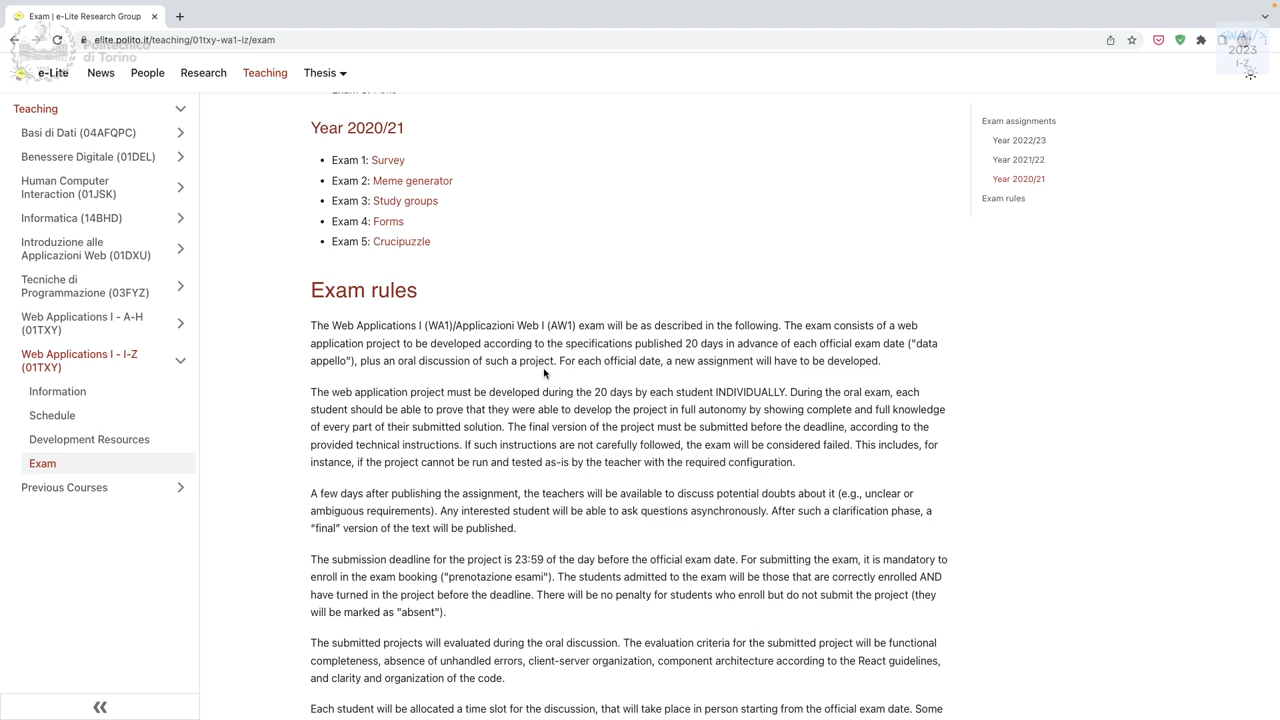 Exam | e-Lite Research Group
elite.polito.it/teaching/01txy-wa1-iz/exam
Politecnico
di Torino
<WA1/>
2023
I-Z
e-Lite
News
People
Research
Teaching
Thesis
Teaching
Basi di Dati (04AFQPC)
Benessere Digitale (01DEL)
Human Computer
Interaction (01JSK)
Informatica (14BHD)
Introduzione alle
Applicazioni Web (01DXU)
Tecniche di
Programmazione (03FYZ)
Web Applications I - A-H
(01TXY)
Web Applications I - I-Z
(01TXY)
Information
Schedule
Development Resources
Exam
Previous Courses
Year 2020/21
Exam 1: Survey
Exam 2: Meme generator
Exam 3: Study groups
Exam 4: Forms
Exam 5: Crucipuzzle
Exam rules
The Web Applications I (WA1)/Applicazioni Web I (AW1) exam will be as described in the following. The exam consists of a web
application project to be developed according to the specifications published 20 days in advance of each official exam date ("data
appello"), plus an oral discussion of such a project. For each official date, a new assignment will have to be developed.
The web application project must be developed during the 20 days by each student INDIVIDUALLY. During the oral exam, each
student should be able to prove that they were able to develop the project in full autonomy by showing complete and full knowledge
of every part of their submitted solution. The final version of the project must be submitted before the deadline, according to the
provided technical instructions. If such instructions are not carefully followed, the exam will be considered failed. This includes, for
instance, if the project cannot be run and tested as-is by the teacher with the required configuration.
A few days after publishing the assignment, the teachers will be available to discuss potential doubts about it (e.g., unclear or
ambiguous requirements). Any interested student will be able to ask questions asynchronously. After such a clarification phase, a
“final” version of the text will be published.
The submission deadline for the project is 23:59 of the day before the official exam date. For submitting the exam, it is mandatory to
enroll in the exam booking ("prenotazione esami"). The students admitted to the exam will be those that are correctly enrolled AND
have turned in the project before the deadline. There will be no penalty for students who enroll but do not submit the project (they
will be marked as "absent").
The submitted projects will evaluated during the oral discussion. The evaluation criteria for the submitted project will be functional
completeness, absence of unhandled errors, client-server organization, component architecture according to the React guidelines,
and clarity and organization of the code.
Each student will be allocated a time slot for the discussion, that will take place in person starting from the official exam date. Some
Exam assignments
Year 2022/23
Year 2021/22
Year 2020/21
Exam rules